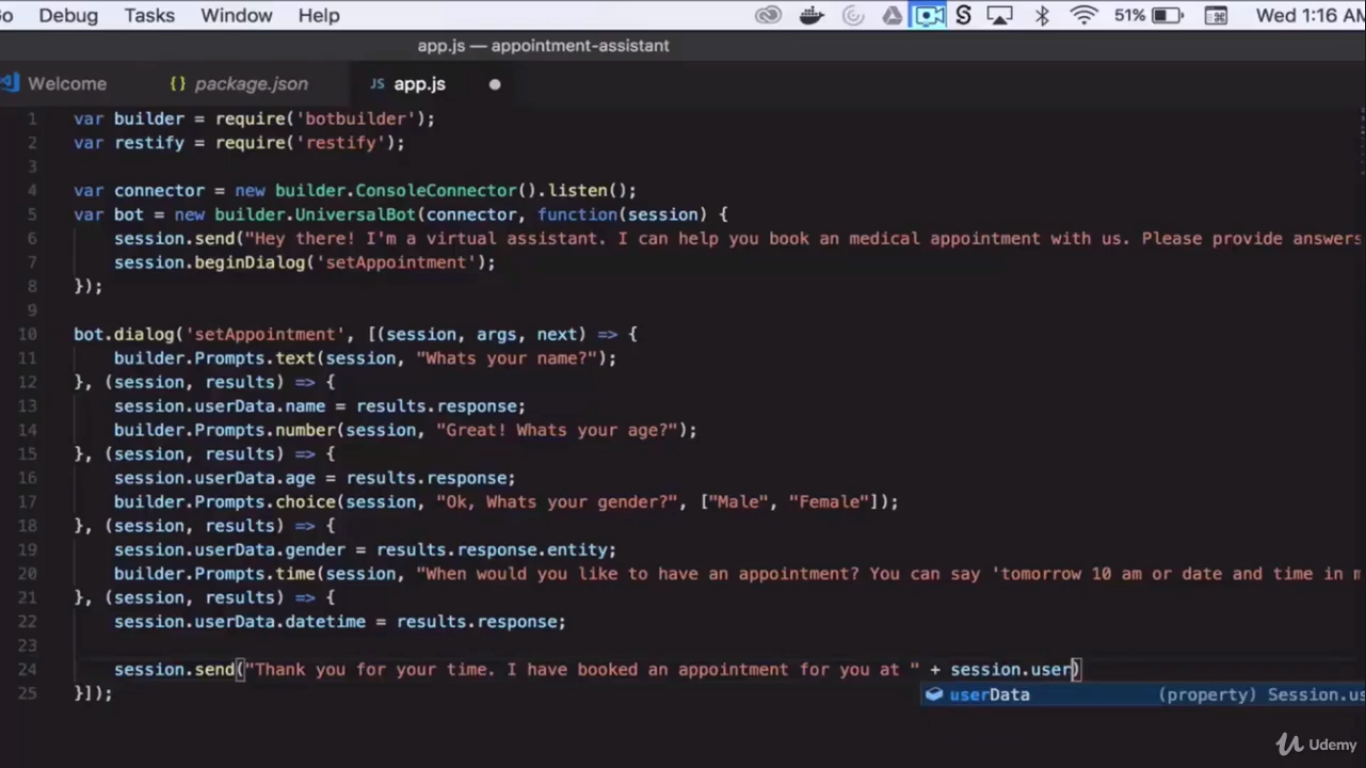 o Debug Tasks Window Help 51% Wed 1:16 AM
app.js — appointment-assistant
Welcome {} package.json JS app.js
1 var builder = require('botbuilder');
2 var restify = require('restify');
3
4 var connector = new builder.ConsoleConnector().listen();
5 var bot = new builder.UniversalBot(connector, function(session) {
6 session.send("Hey there! I'm a virtual assistant. I can help you book an medical appointment with us. Please provide answers
7 session.beginDialog('setAppointment');
8 });
9
10 bot.dialog('setAppointment', [(session, args, next) => {
11 builder.Prompts.text(session, "Whats your name?");
12 }, (session, results) => {
13 session.userData.name = results.response;
14 builder.Prompts.number(session, "Great! Whats your age?");
15 }, (session, results) => {
16 session.userData.age = results.response;
17 builder.Prompts.choice(session, "Ok, Whats your gender?", ["Male", "Female"]);
18 }, (session, results) => {
19 session.userData.gender = results.response.entity;
20 builder.Prompts.time(session, "When would you like to have an appointment? You can say 'tomorrow 10 am or date and time in m
21 }, (session, results) => {
22 session.userData.datetime = results.response;
23
24 session.send("Thank you for your time. I have booked an appointment for you at " + session.user)
25 }]);
userData (property) Session.us
Udemy